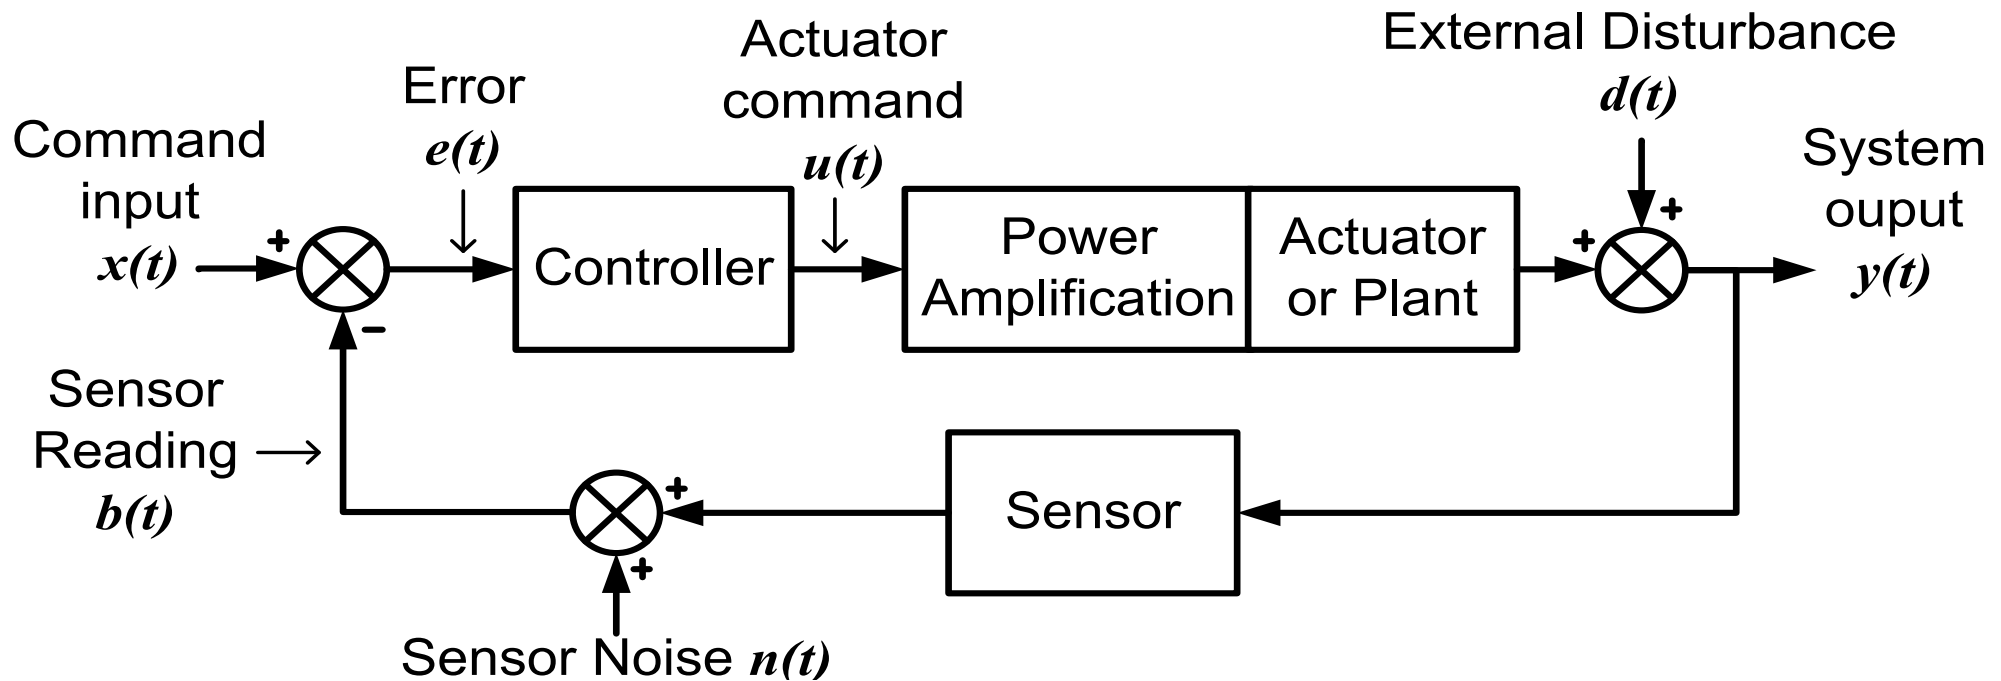 External Disturbance
d(t)
Actuator
command
u(t)
Error
e(t)
Command
input
x(t)
System
ouput
y(t)
+
-
Controller
Power
Amplification
Actuator
or Plant
+
+
Sensor
Reading
b(t)
+
+
Sensor
Sensor Noise n(t)